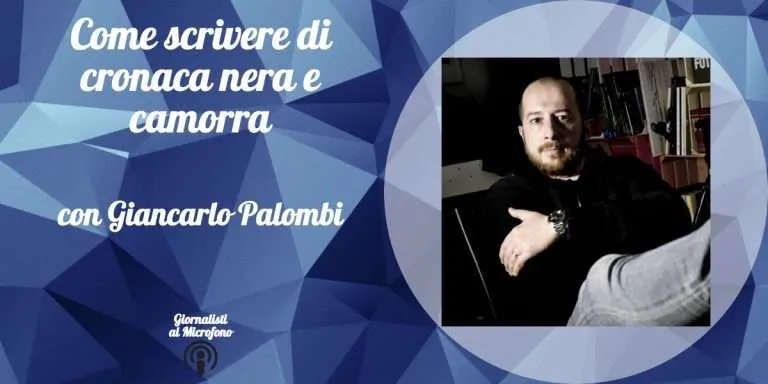 Come scrivere di
cronaca nera e
camorra
con Giancarlo Palombi
Giornalisti
al Microfono